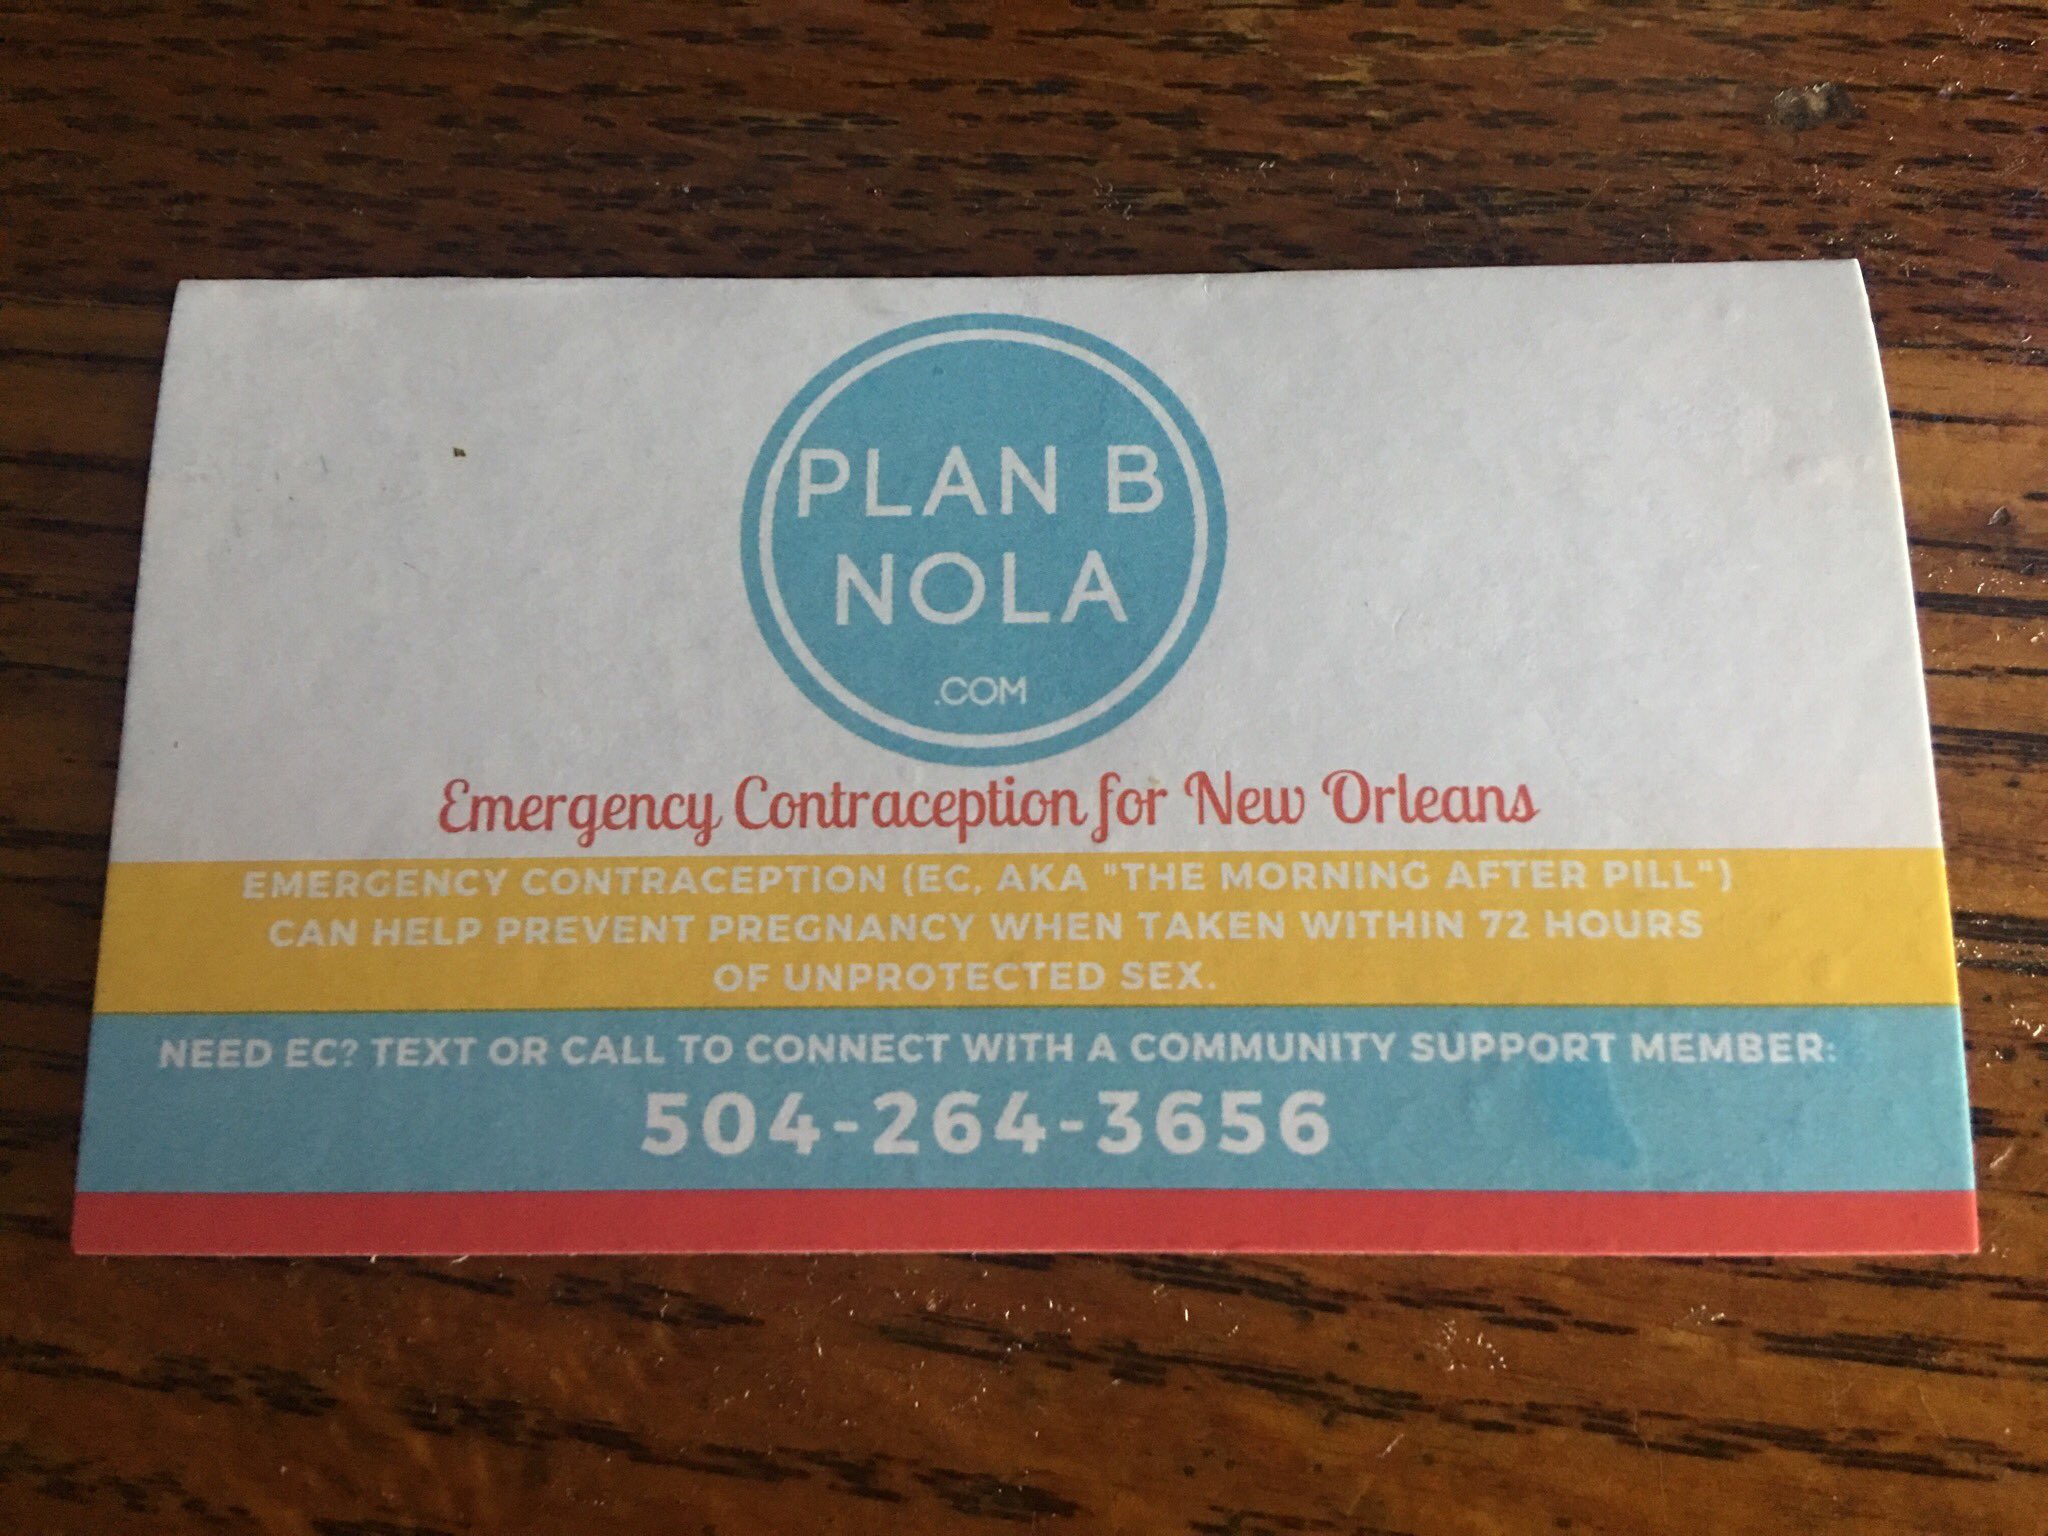 PLAN B
NOLA
.COM
Emergency Contraception for New Orleans
EMERGENCY CONTRACEPTION (EC, AKA "THE MORNING AFTER PILL")
CAN HELP PREVENT PREGNANCY WHEN TAKEN WITHIN 72 HOURS
OF UNPROTECTED SEX.
NEED EC? TEXT OR CALL TO CONNECT WITH A COMMUNITY SUPPORT MEMBER:
504-264-3656